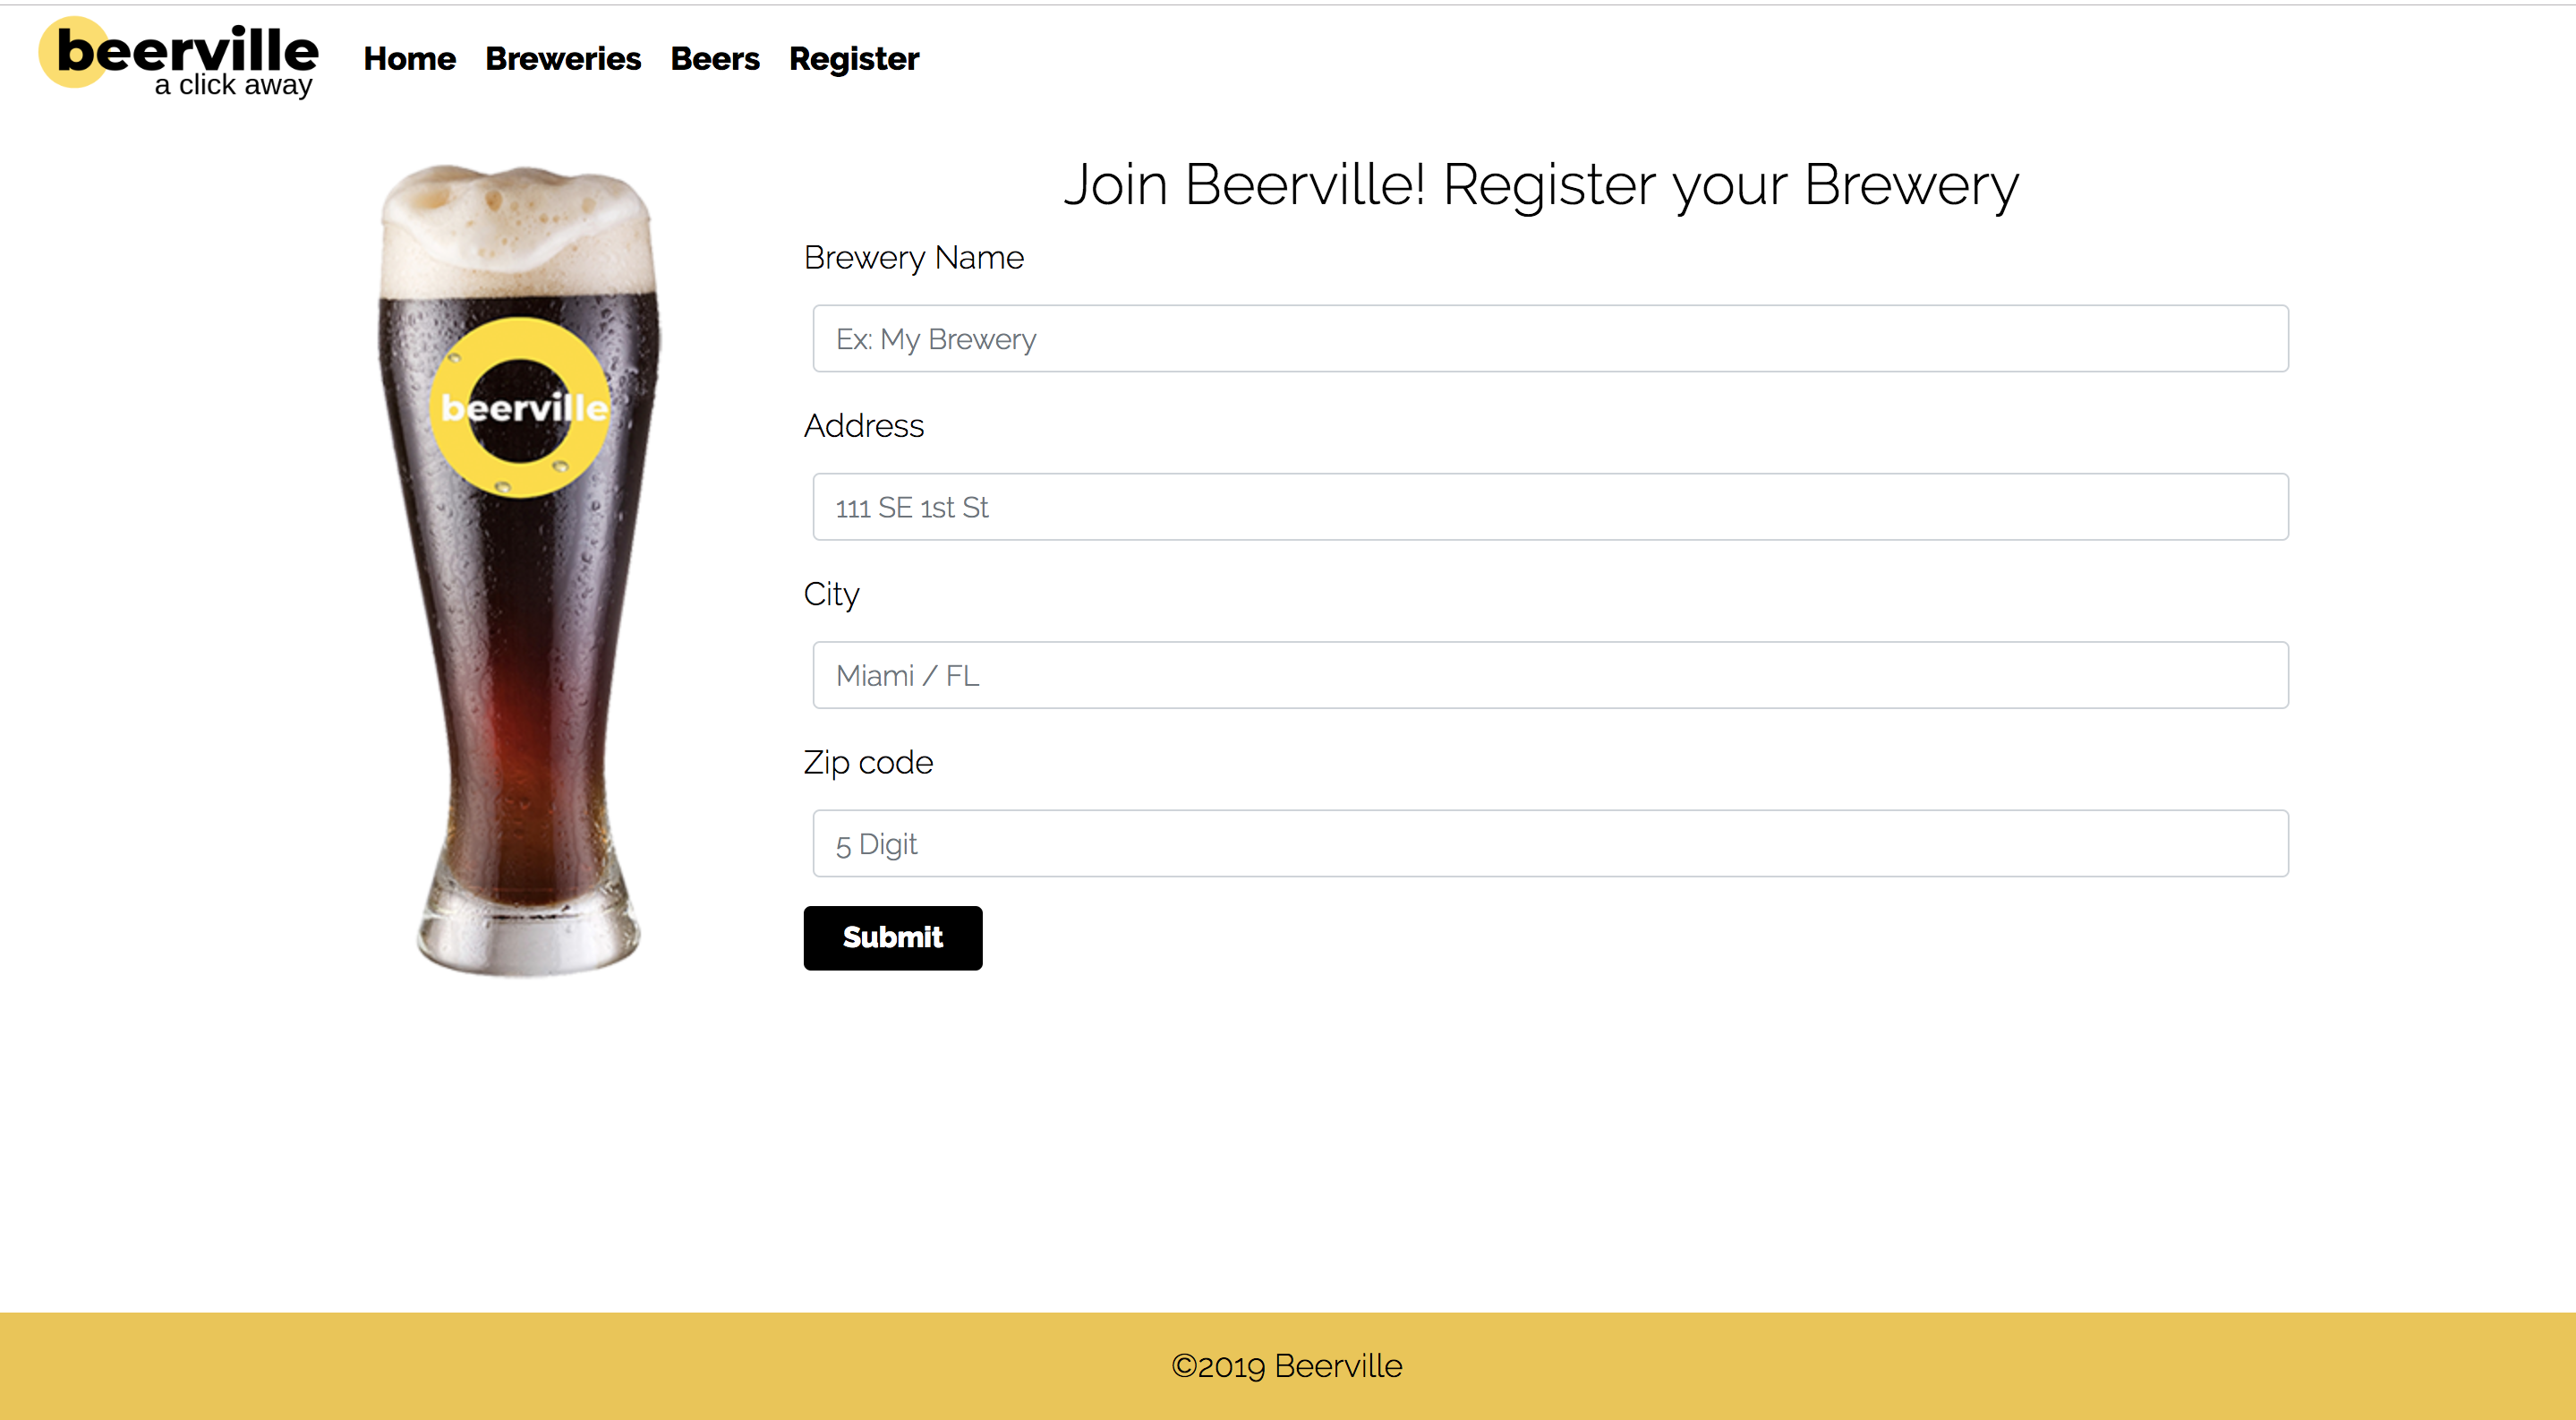 beerville
a click away
Home Breweries Beers Register
Join Beerville! Register your Brewery
beerville
Brewery Name
Ex: My Brewery
Address
111 SE 1st St
City
Miami / FL
Zip code
5 Digit
Submit
©2019 Beerville